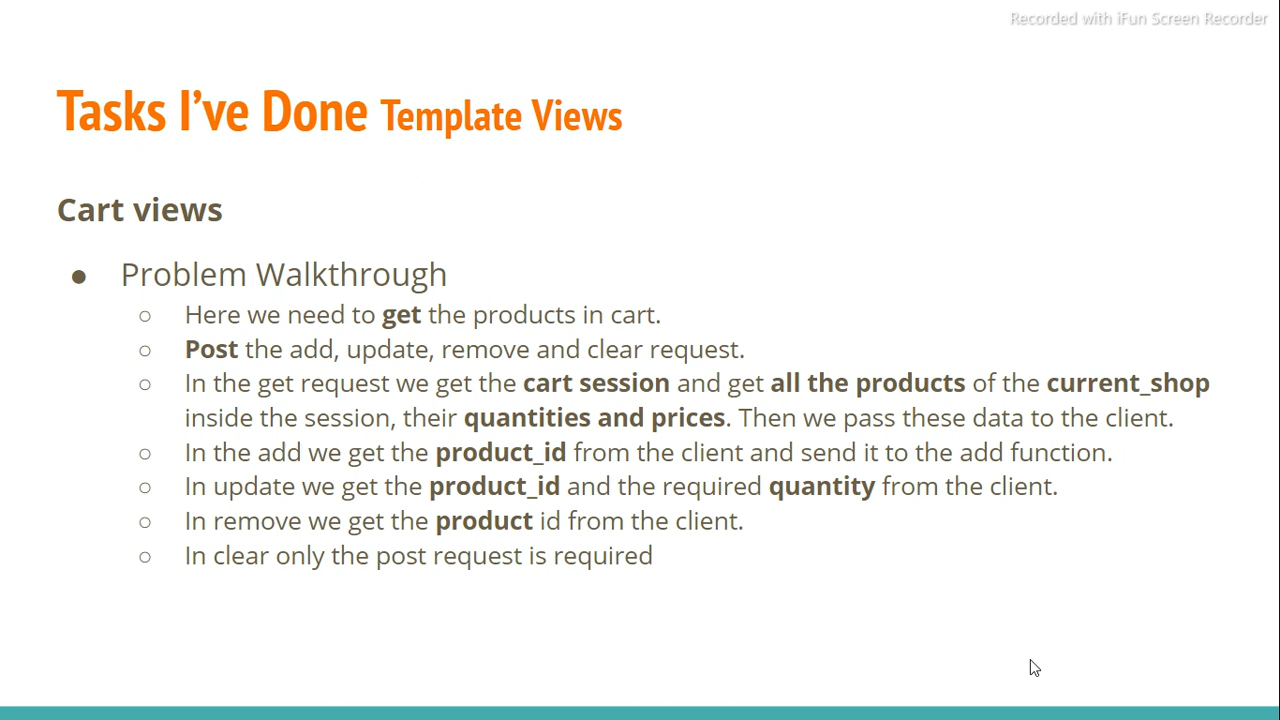 Recorded with iFun Screen Recorder
Tasks I've Done Template Views
Cart views
● Problem Walkthrough
○ Here we need to get the products in cart.
○ Post the add, update, remove and clear request.
○ In the get request we get the cart session and get all the products of the current_shop
inside the session, their quantities and prices. Then we pass these data to the client.
○ In the add we get the product_id from the client and send it to the add function.
○ In update we get the product_id and the required quantity from the client.
○ In remove we get the product id from the client.
○ In clear only the post request is required